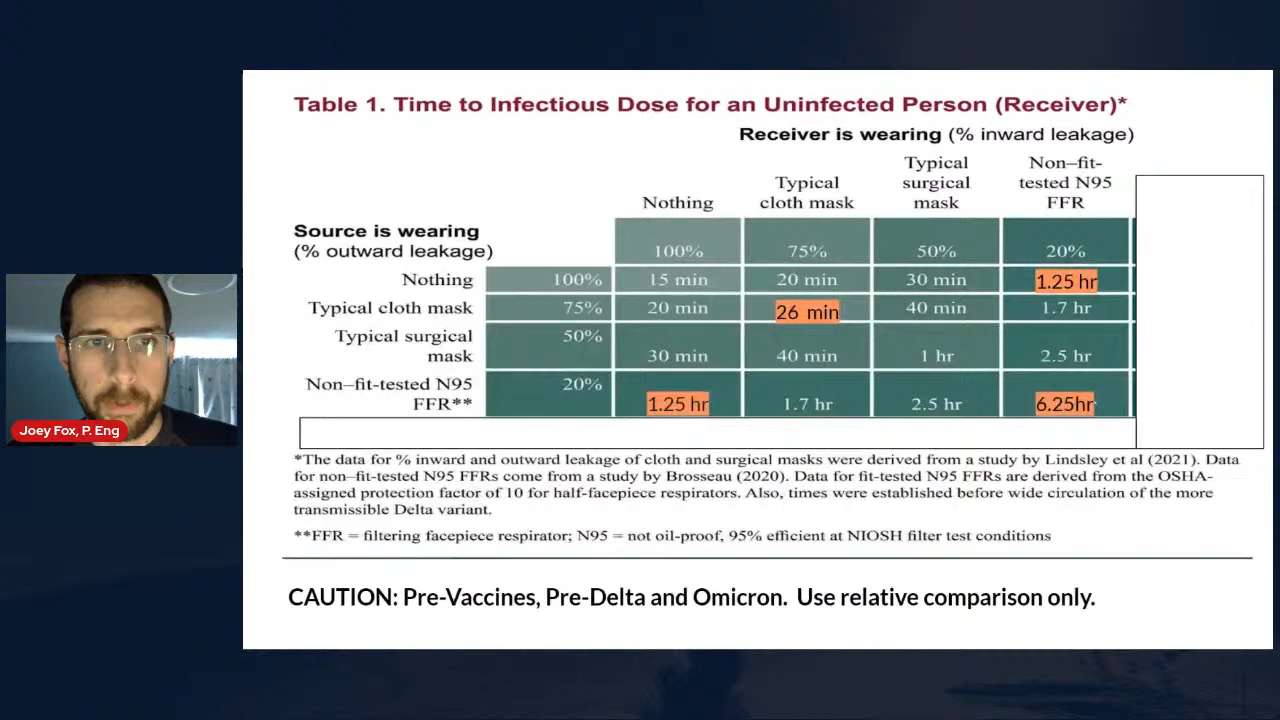 Table 1. Time to Infectious Dose for an Uninfected Person (Receiver)*
Receiver is wearing (% inward leakage)
Nothing
Typical
cloth mask
Typical
surgical
mask
Non–fit-
tested N95
FFR
Source is wearing
(% outward leakage)
100% 75% 50% 20%
Nothing 100% 15 min 20 min 30 min 1.25 hr
Typical cloth mask 75% 20 min 26 min 40 min 1.7 hr
Typical surgical 50%
mask 30 min 40 min 1 hr 2.5 hr
Non–fit-tested N95 20%
FFR** 1.25 hr 1.7 hr 2.5 hr 6.25hr
Joey Fox, P. Eng
*The data for % inward and outward leakage of cloth and surgical masks were derived from a study by Lindsley et al (2021). Data
for non–fit-tested N95 FFRs come from a study by Brosseau (2020). Data for fit-tested N95 FFRs are derived from the OSHA-
assigned protection factor of 10 for half-facepiece respirators. Also, times were established before wide circulation of the more
transmissible Delta variant.
**FFR = filtering facepiece respirator; N95 = not oil-proof, 95% efficient at NIOSH filter test conditions
CAUTION: Pre-Vaccines, Pre-Delta and Omicron. Use relative comparison only.